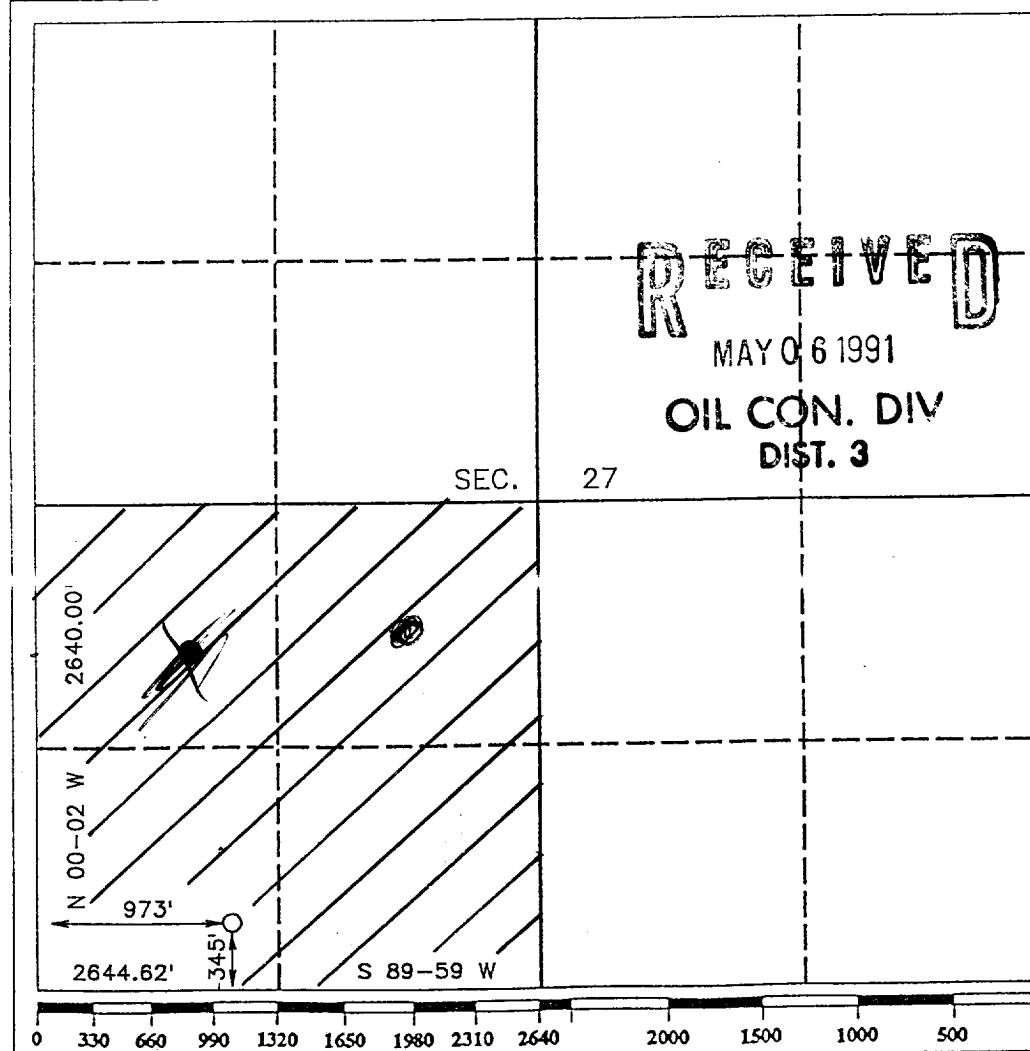 RECEIVED
MAY 06 1991
OIL CON. DIV
DIST. 3
SEC. 27
2640.00'
N 00-02 W
973'
345'
2644.62'
S 89-59 W
0 330 660 990 1320 1650 1980 2310 2640 2000 1500 1000 500